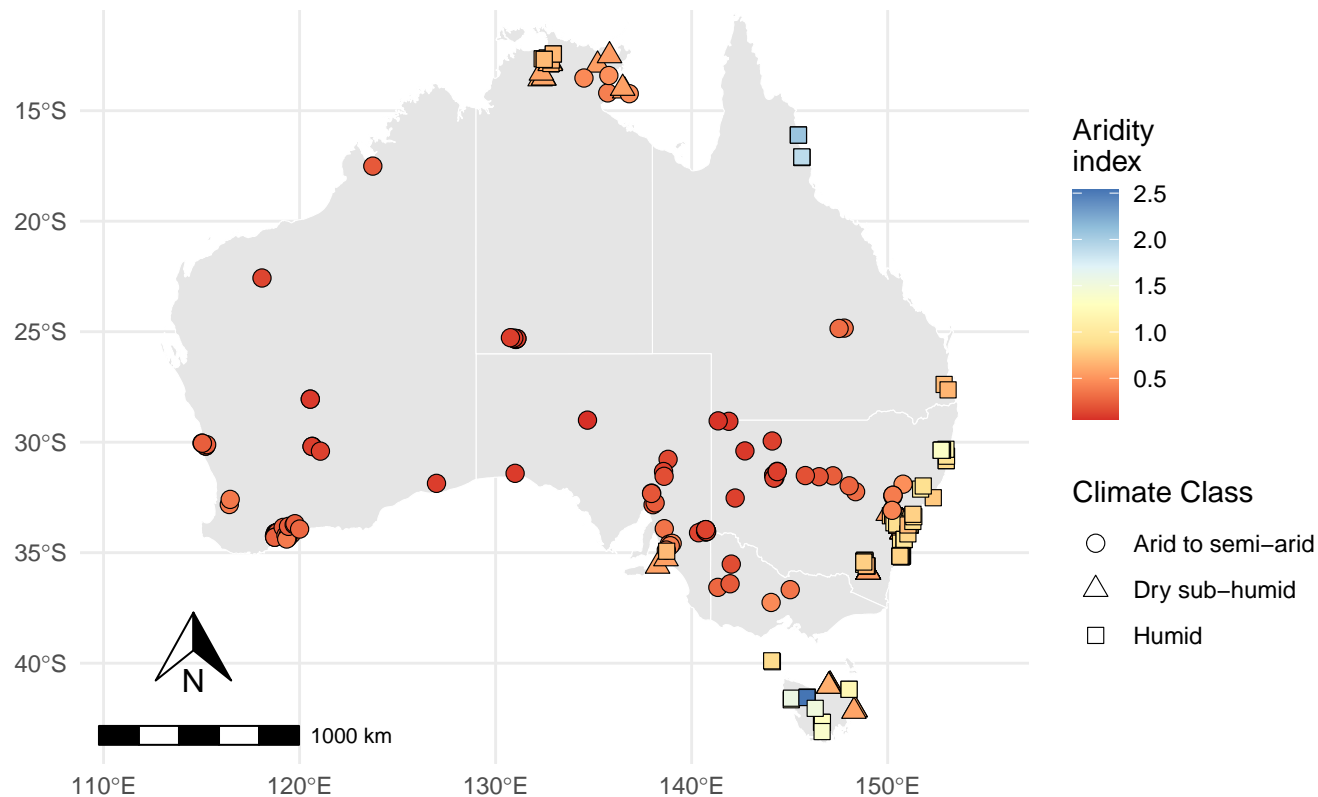 15°S
20°S
25°S
30°S
35°S
40°S
110°E
120°E
130°E
140°E
150°E
N
1000 km
Aridity
index
2.5
2.0
1.5
1.0
0.5
Climate Class
Arid to semi−arid
Dry sub−humid
Humid